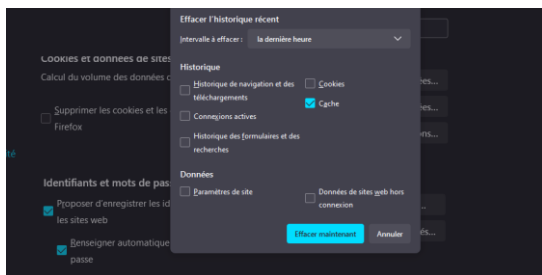 Effacer l'historique récent
Intervalle à effacer : la dernière heure
Cookies et données de sites
Calcul du volume des données
Historique
Historique de navigation et des
téléchargements
Cookies
Cache
Connexions actives
Historique des formulaires et des
recherches
Supprimer les cookies et les
Firefox
Données
Paramètres de site
Données de sites web hors
connexion
Effacer maintenant
Annuler
Identifiants et mots de pas
Proposer d'enregistrer les id
les sites web
Renseigner automatique
passe